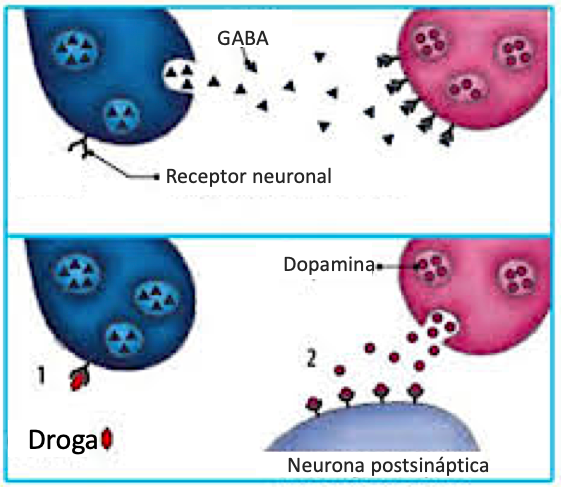 GABA
Receptor neuronal
Dopamina
1
2
Droga
Neurona postsináptica